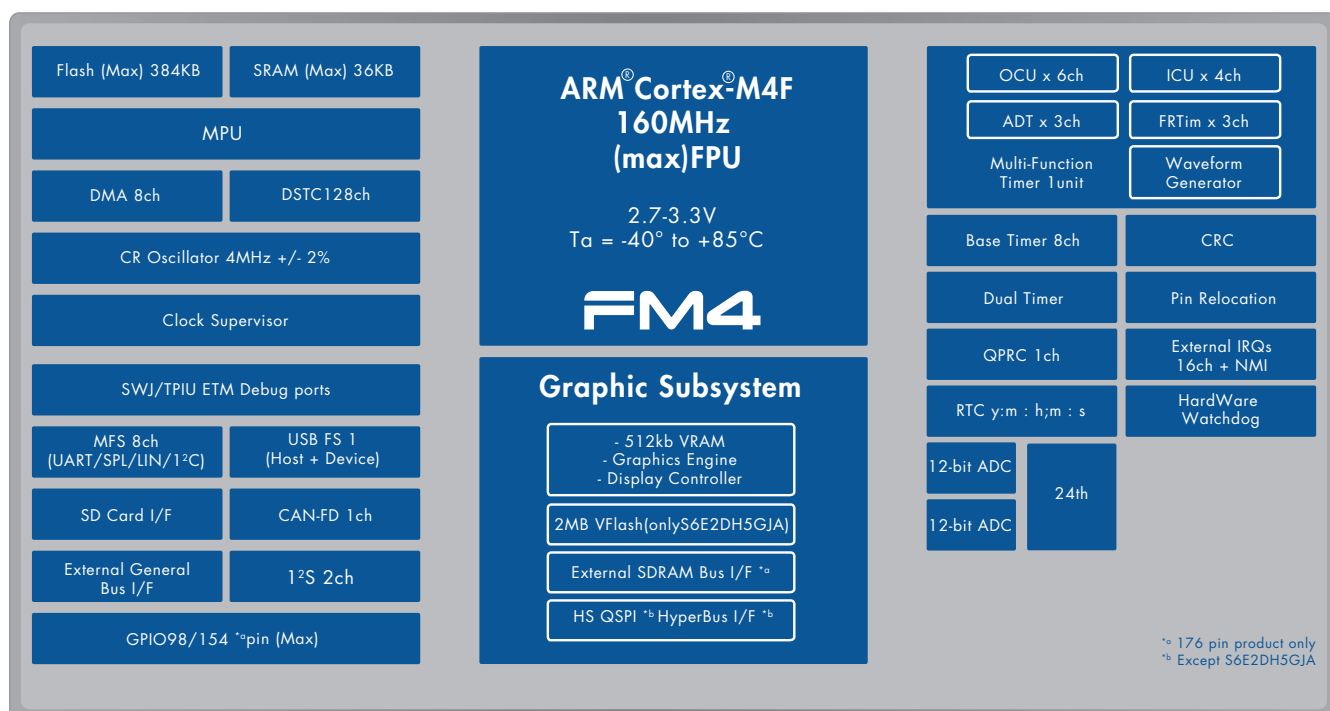 Flash (Max) 384KB
SRAM (Max) 36KB
MPU
DMA 8ch
DSTC128ch
CR Oscillator 4MHz +/- 2%
Clock Supervisor
SWJ/TPIU ETM Debug ports
MFS 8ch
(UART/SPL/LIN/1²C)
USB FS 1
(Host + Device)
SD Card I/F
CAN-FD 1ch
External General
Bus I/F
1²S 2ch
GPIO98/154 *ᵃpin (Max)
ARM® Cortex®-M4F
160MHz
(max)FPU
2.7-3.3V
Ta = -40° to +85°C
FM4
Graphic Subsystem
- 512kb VRAM
- Graphics Engine
- Display Controller
2MB VFlash(onlyS6E2DH5GJA)
External SDRAM Bus I/F *ᵃ
HS QSPI *ᵇ HyperBus I/F *ᵇ
OCU x 6ch
ICU x 4ch
ADT x 3ch
FRTim x 3ch
Multi-Function
Timer 1unit
Waveform
Generator
Base Timer 8ch
CRC
Dual Timer
Pin Relocation
QPRC 1ch
External IRQs
16ch + NMI
RTC y:m : h;m : s
HardWare
Watchdog
12-bit ADC
24th
12-bit ADC
*ᵃ 176 pin product only
*ᵇ Except S6E2DH5GJA